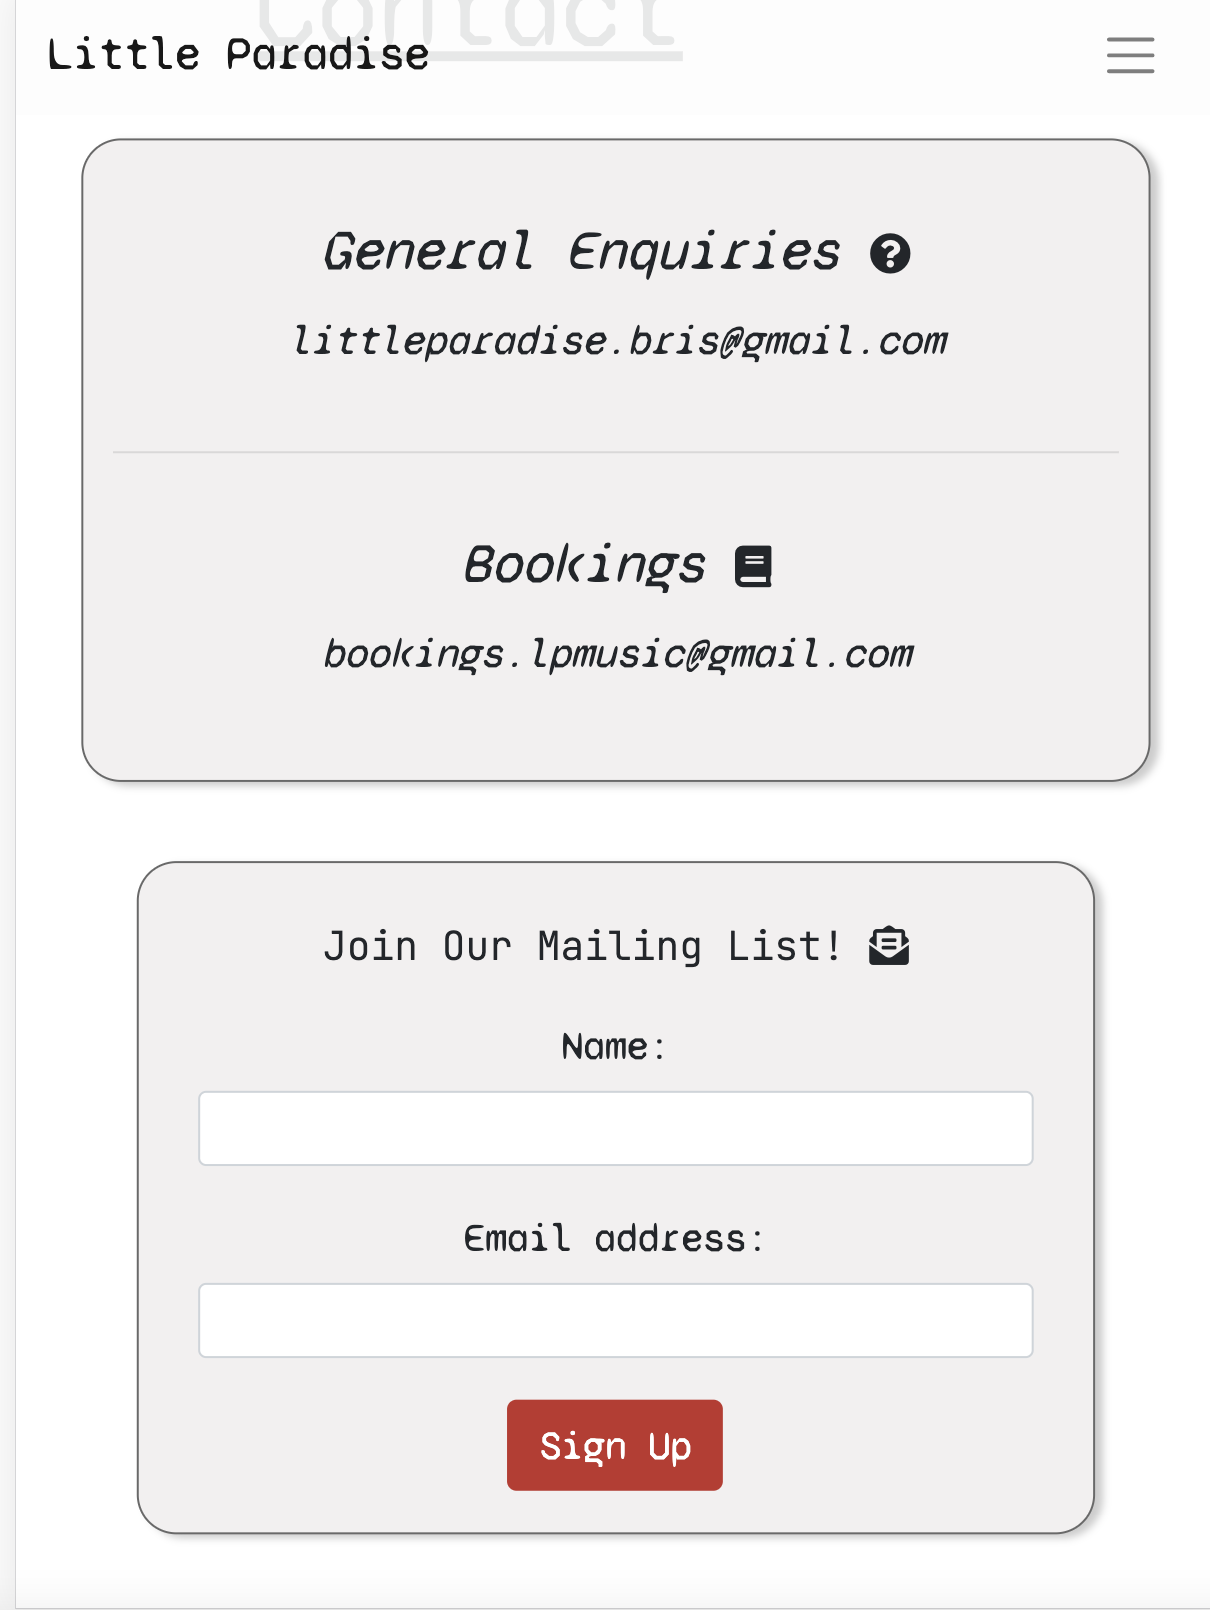 Contact
Little Paradise
General Enquiries
littleparadise.bris@gmail.com
Bookings
bookings.lpmusic@gmail.com
Join Our Mailing List!
Name:
Email address:
Sign Up